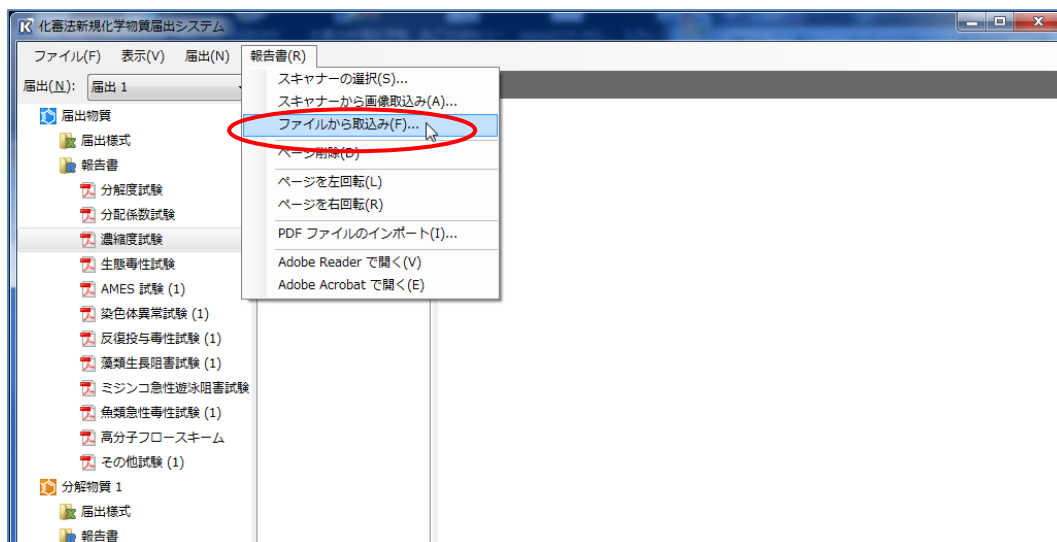 化審法新規化学物質届出システム
ファイル(F) 表示(V) 届出(N) 報告書(R)
届出(N): 届出 1
スキャナーの選択(S)...
スキャナーから画像取込み(A)...
ファイルから取込み(F)...
ページ削除(D)
ページを左回転(L)
ページを右回転(R)
PDF ファイルのインポート(I)...
Adobe Reader で開く(V)
Adobe Acrobat で開く(E)
届出物質
届出様式
報告書
分解度試験
分配係数試験
濃縮度試験
生態毒性試験
AMES 試験 (1)
染色体異常試験 (1)
反復投与毒性試験 (1)
藻類生長阻害試験 (1)
ミジンコ急性遊泳阻害試験
魚類急性毒性試験 (1)
高分子フロースキーム
その他試験 (1)
分解物質 1
届出様式
報告書